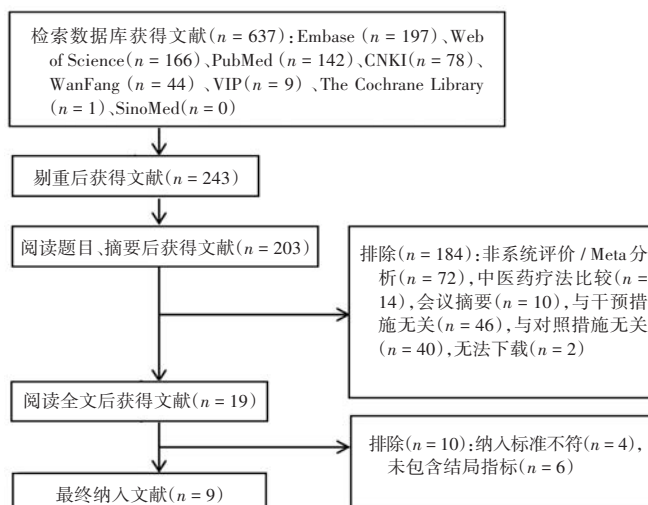 检索数据库获得文献(n = 637):Embase (n = 197)、Web
of Science(n = 166)、PubMed (n = 142)、CNKI(n = 78)、
WanFang (n = 44) 、VIP(n = 9) 、The Cochrane Library
(n = 1)、SinoMed(n = 0)
剔重后获得文献(n = 243)
阅读题目、摘要后获得文献(n = 203)
排除(n = 184):非系统评价 / Meta 分
析(n = 72),中医药疗法比较(n =
14),会议摘要(n = 10),与干预措
施无关(n = 46),与对照措施无关
(n = 40),无法下载(n = 2)
阅读全文后获得文献(n = 19)
排除(n = 10):纳入标准不符(n = 4),
未包含结局指标(n = 6)
最终纳入文献(n = 9)